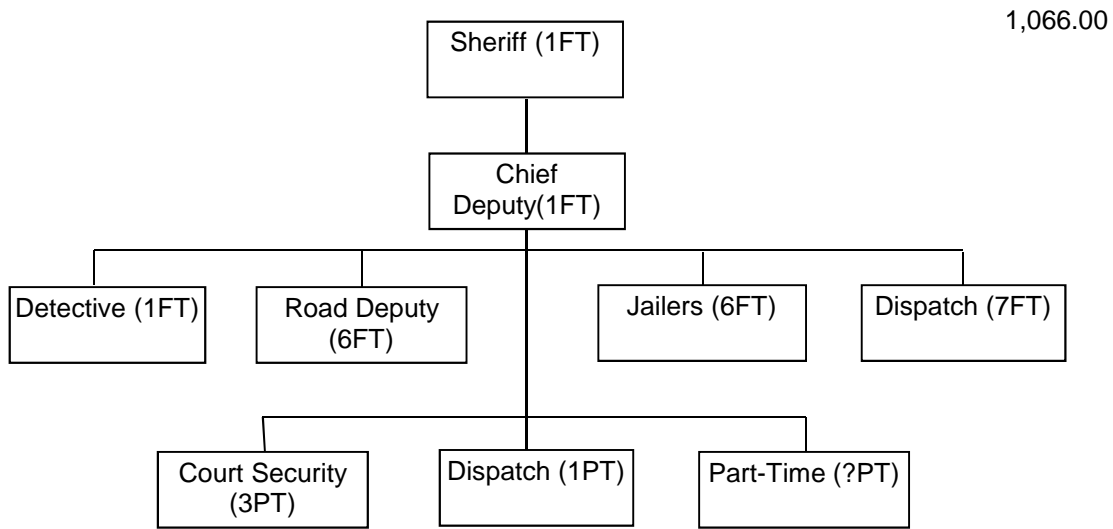 1,066.00
Sheriff (1FT)
Chief
Deputy(1FT)
Detective (1FT)
Road Deputy
(6FT)
Jailers (6FT)
Dispatch (7FT)
Court Security
(3PT)
Dispatch (1PT)
Part-Time (?PT)